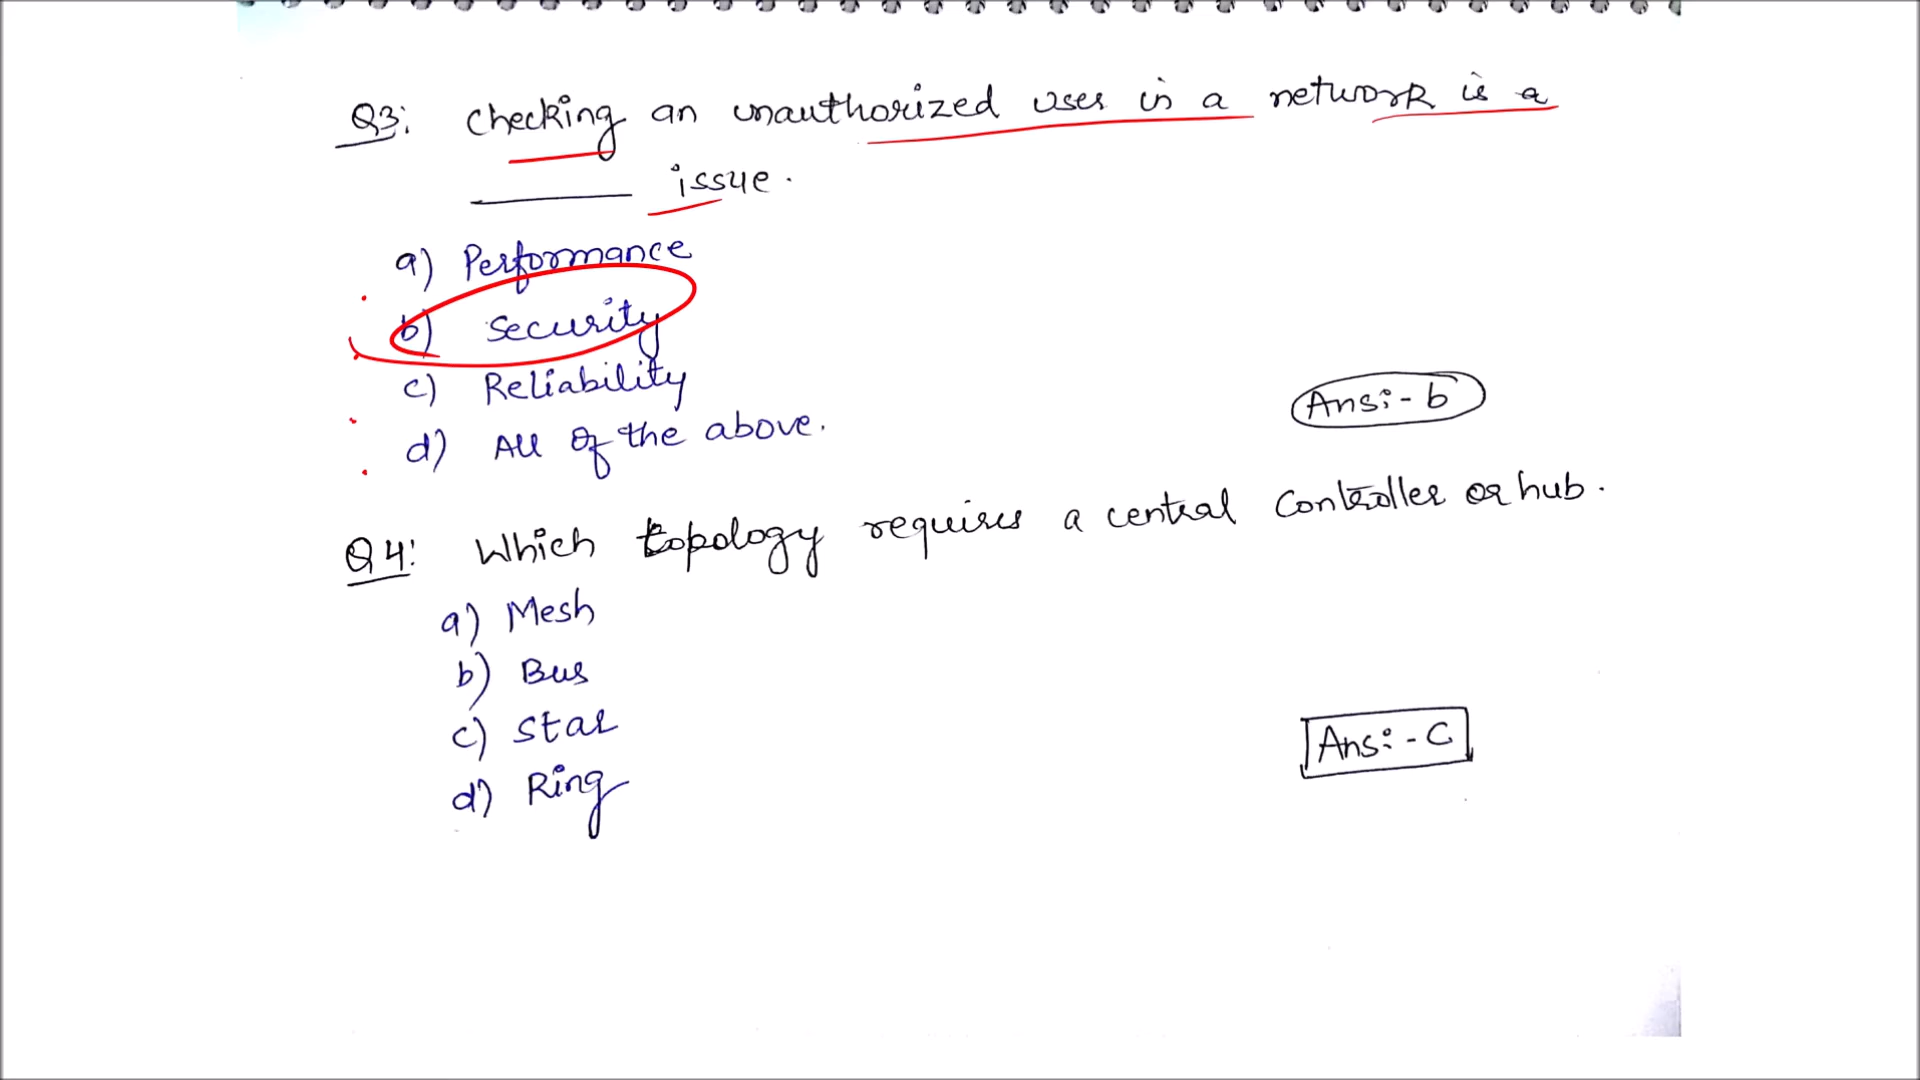 Q3: Checking an unauthorized user in a network is a
______ issue.
a) Performance
b) Security
c) Reliability
d) All of the above.
Ans:- b
Q4: Which topology requires a central Controller or hub.
a) Mesh
b) Bus
c) Star
d) Ring
Ans:- C